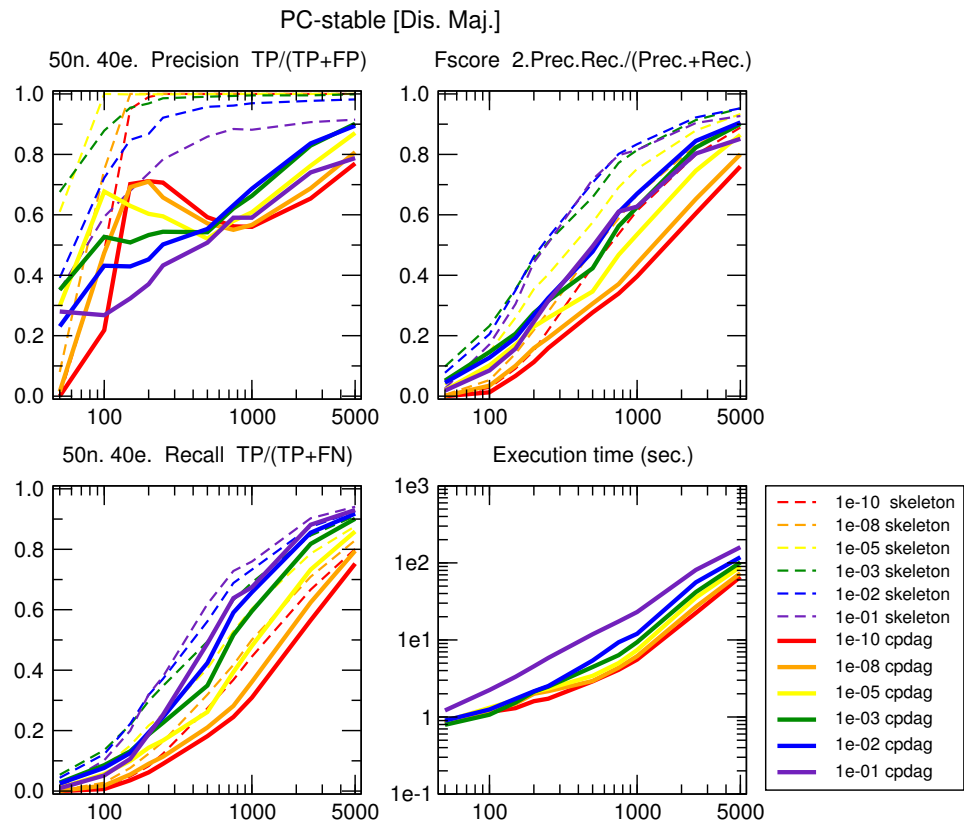 PC-stable [Dis. Maj.]
50n. 40e. Precision TP/(TP+FP)
1.0
0.8
0.6
0.4
0.2
0.0
100
1000
5000
Fscore 2.Prec.Rec./(Prec.+Rec.)
1.0
0.8
0.6
0.4
0.2
0.0
100
1000
5000
50n. 40e. Recall TP/(TP+FN)
1.0
0.8
0.6
0.4
0.2
0.0
100
1000
5000
Execution time (sec.)
1e3
1e+2
1e+1
1e+0
1e-1
100
1000
5000
1e-10 skeleton
1e-08 skeleton
1e-05 skeleton
1e-03 skeleton
1e-02 skeleton
1e-01 skeleton
1e-10 cpdag
1e-08 cpdag
1e-05 cpdag
1e-03 cpdag
1e-02 cpdag
1e-01 cpdag